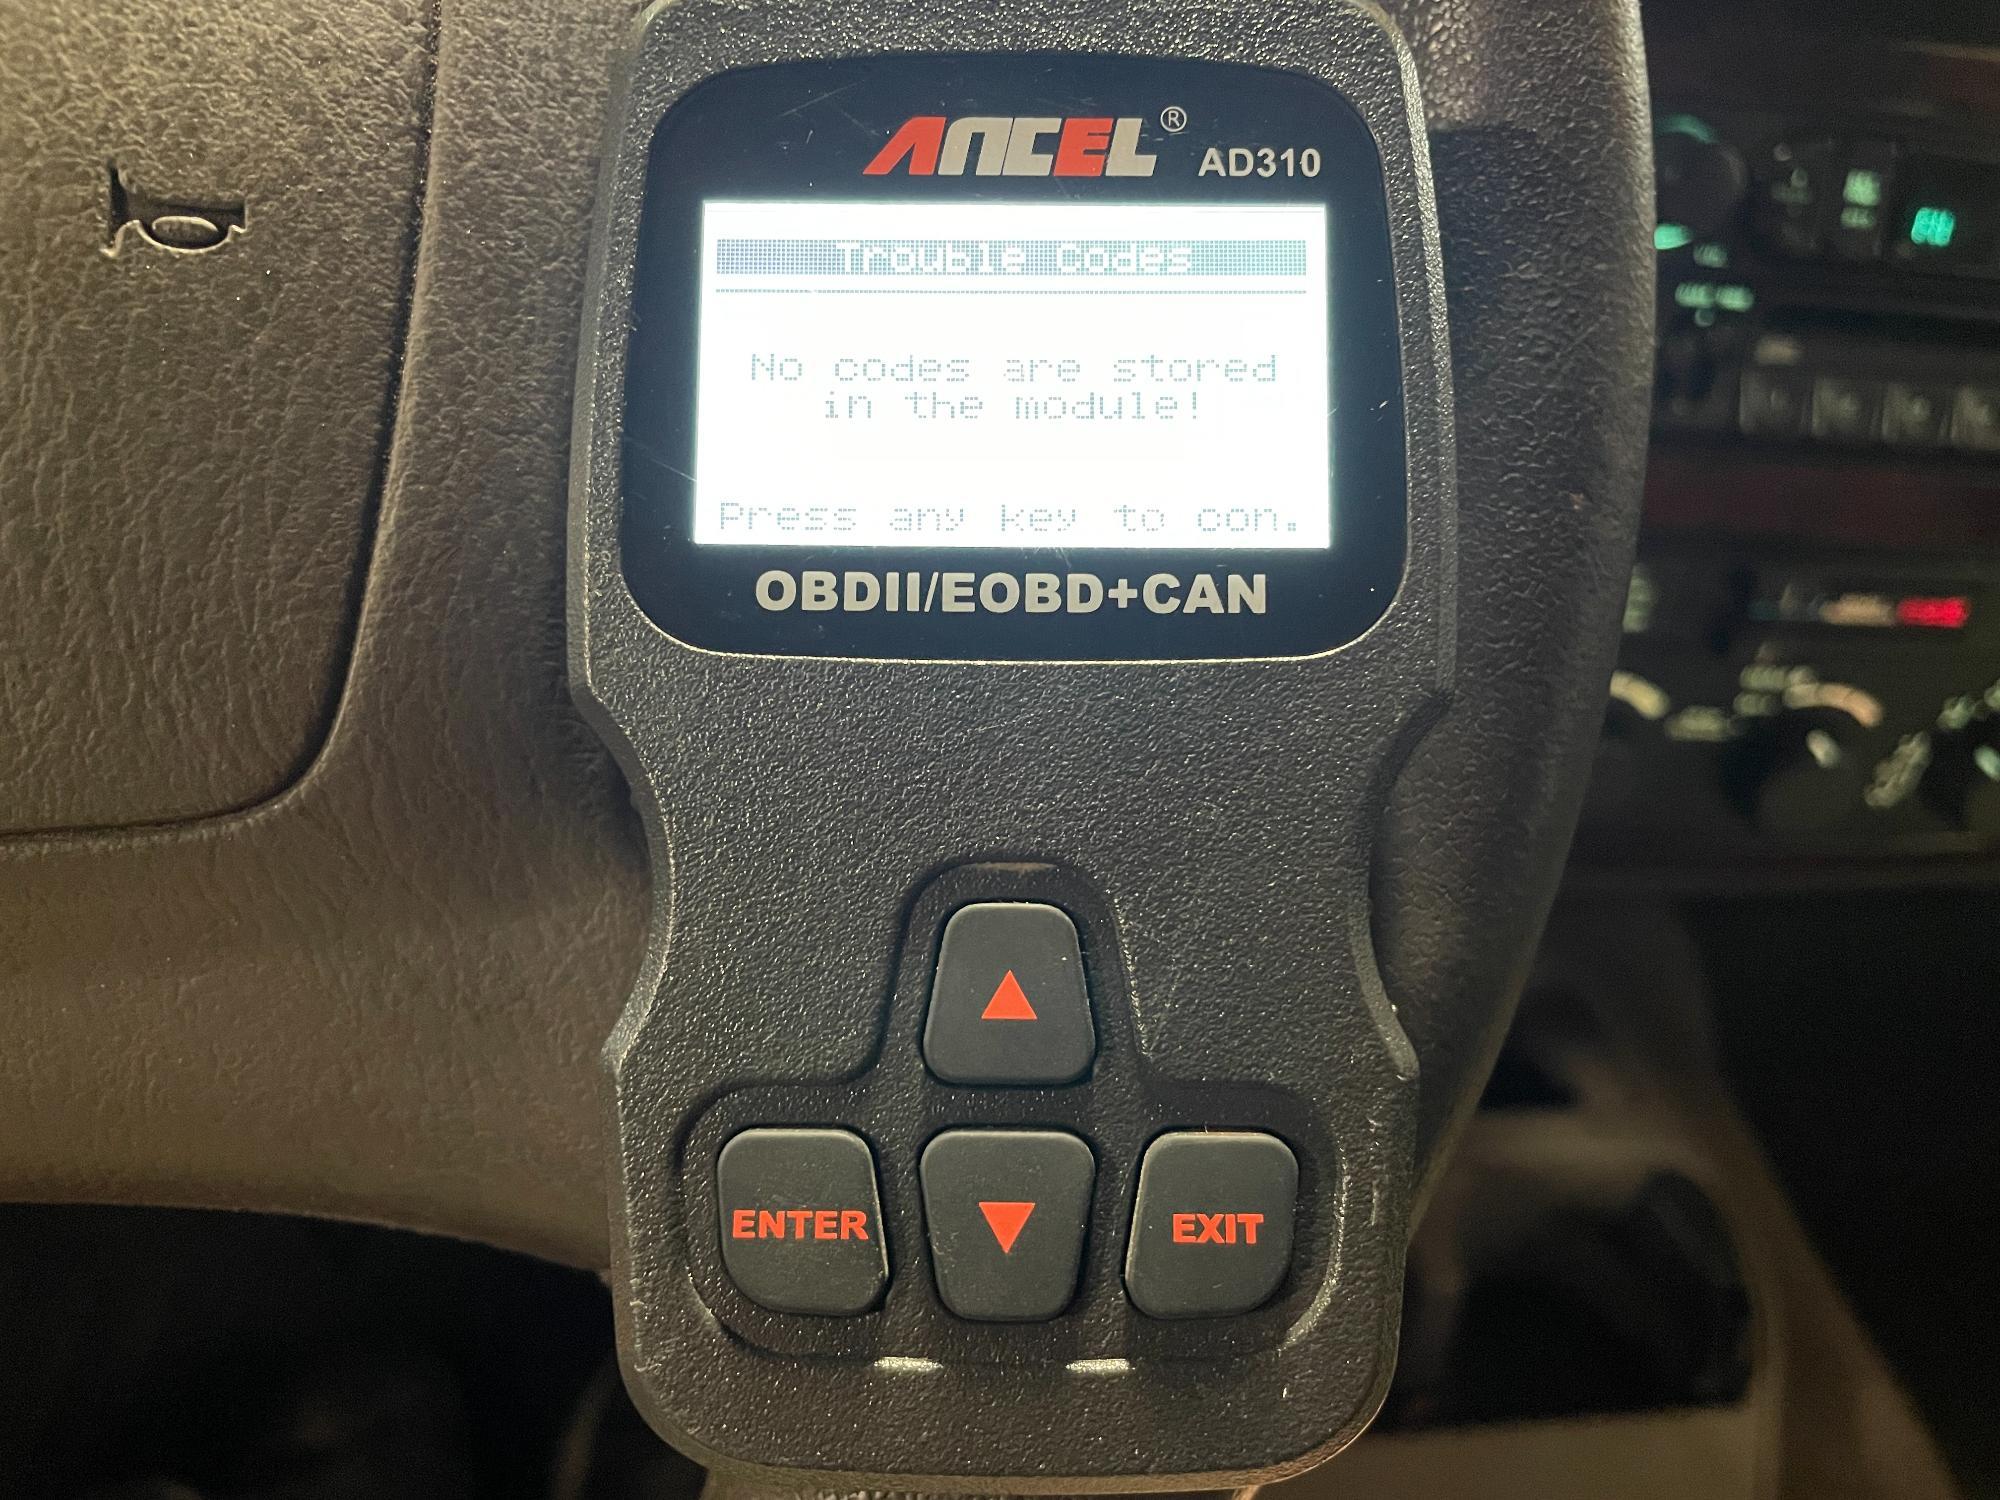 ANCEL® AD310
Trouble Codes
No codes are stored
in the module!
Press any key to con.
OBDII/EOBD+CAN
ENTER
EXIT